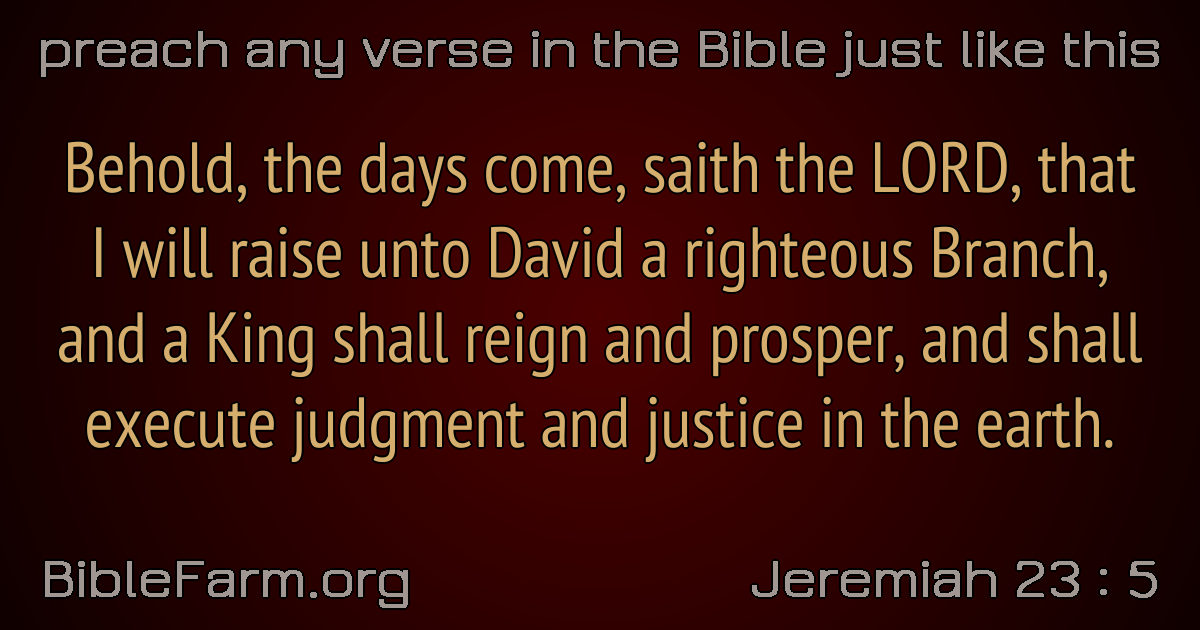 preach any verse in the Bible just like this
Behold, the days come, saith the LORD, that
I will raise unto David a righteous Branch,
and a King shall reign and prosper, and shall
execute judgment and justice in the earth.
BibleFarm.org
Jeremiah 23 : 5